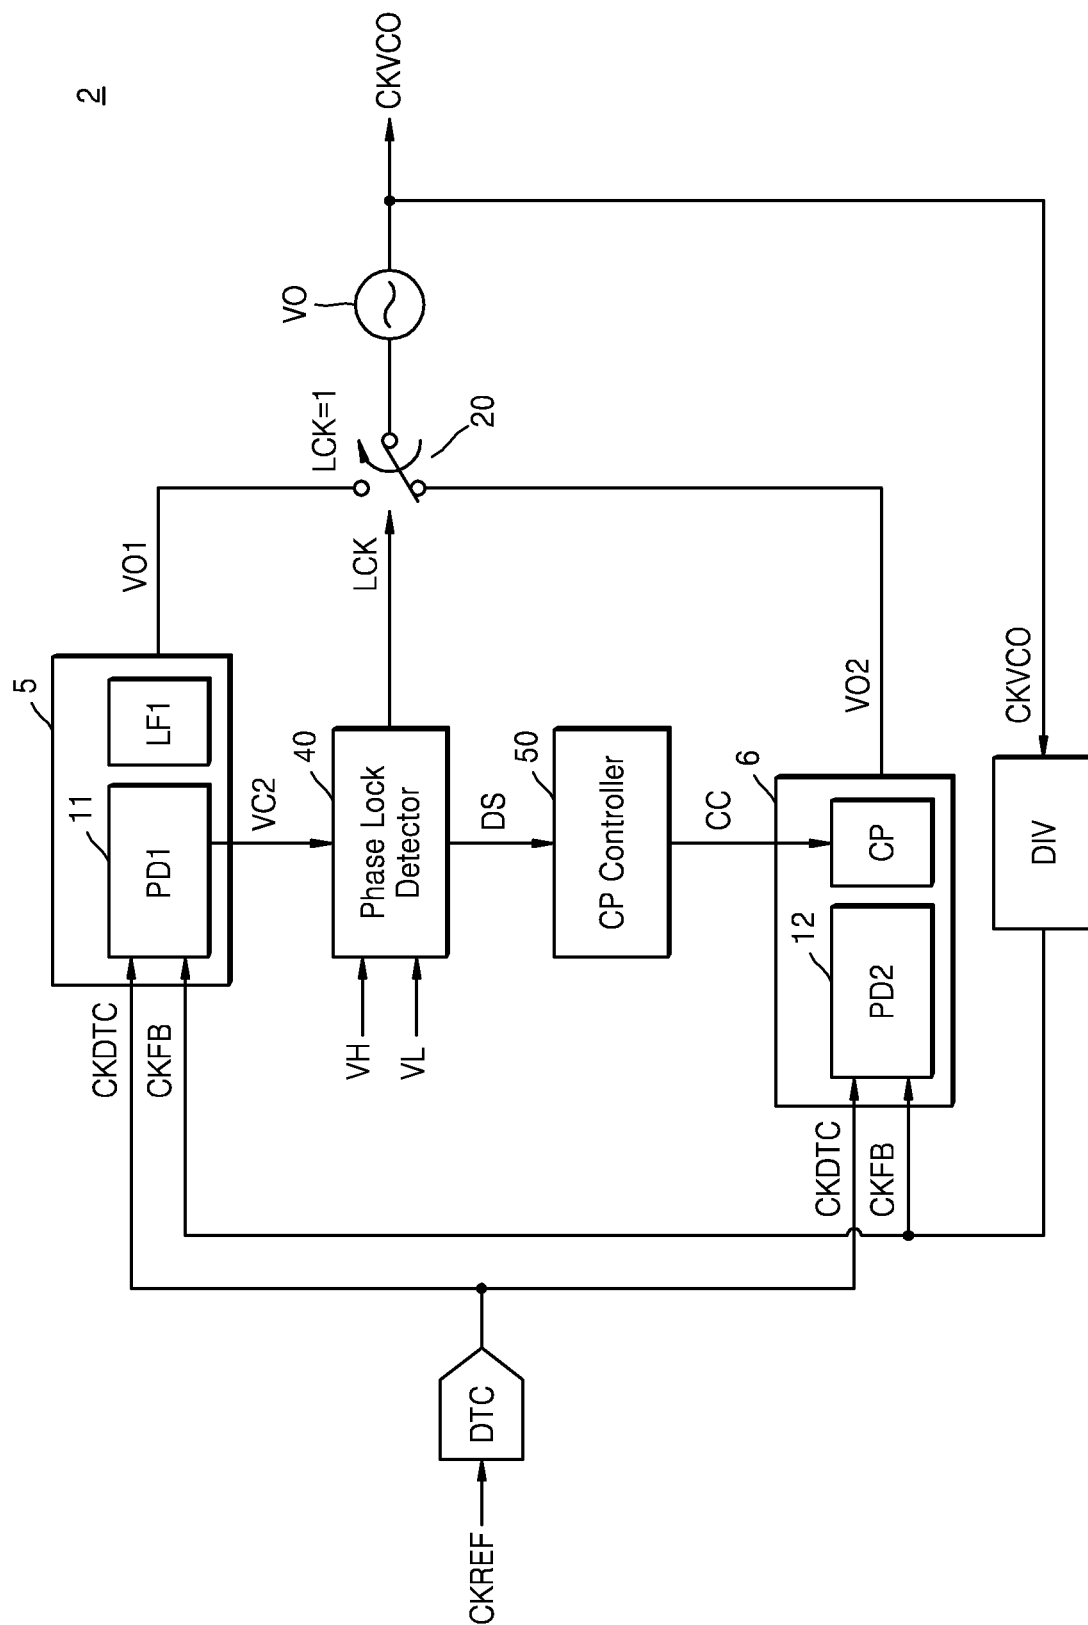 2
CKREF
DTC
CKDTC
CKFB
5
11
PD1
LF1
VO1
VC2
VH
VL
40
Phase Lock
Detector
LCK
LCK=1
20
VO
CKVCO
DS
50
CP Controller
CC
6
12
PD2
CP
CKDTC
CKFB
VO2
DIV
CKVCO